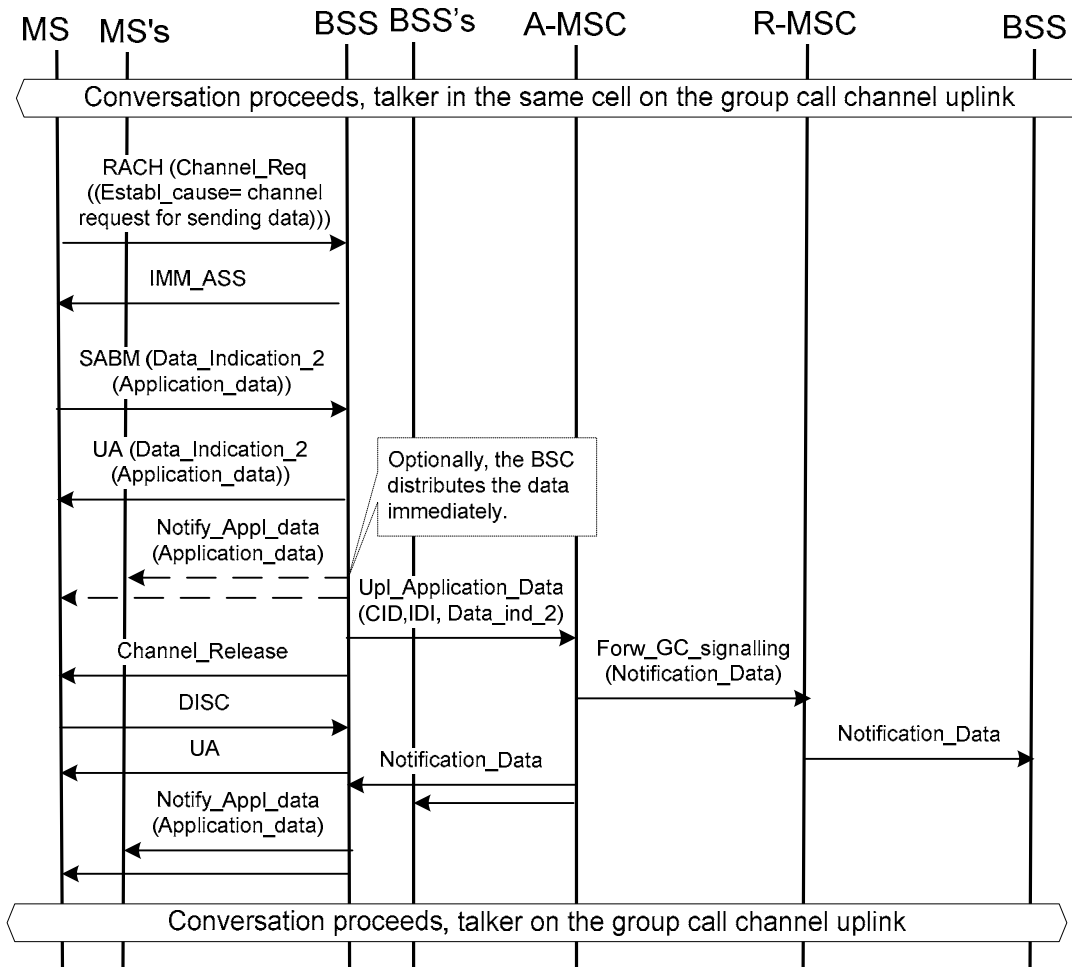 MS MS's BSS BSS's A-MSC R-MSC BSS
Conversation proceeds, talker in the same cell on the group call channel uplink
RACH (Channel_Req
((Establ_cause= channel
request for sending data)))
IMM_ASS
SABM (Data_Indication_2
(Application_data))
UA (Data_Indication_2
(Application_data))
Optionally, the BSC
distributes the data
immediately.
Notify_Appl_data
(Application_data)
Upl_Application_Data
(CID,IDI, Data_ind_2)
Channel_Release
Forw_GC_signalling
(Notification_Data)
DISC
Notification_Data
UA
Notification_Data
Notify_Appl_data
(Application_data)
Conversation proceeds, talker on the group call channel uplink